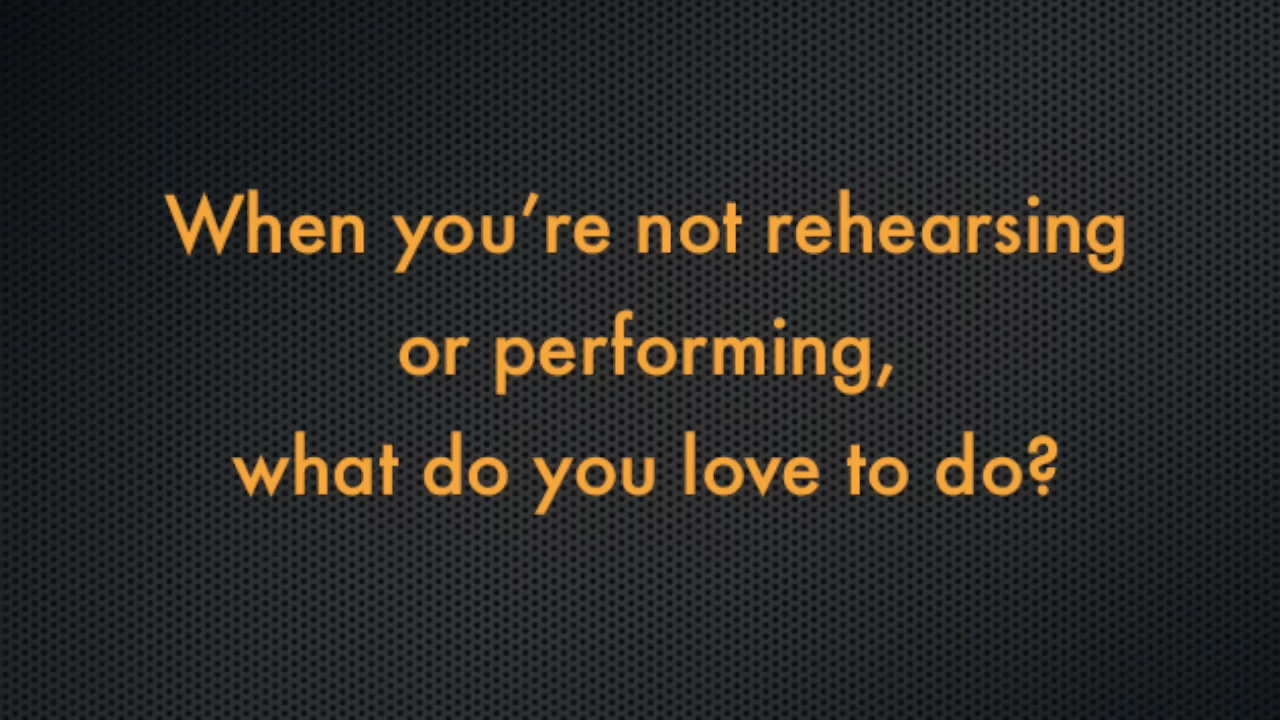 When you’re not rehearsing
or performing,
what do you love to do?